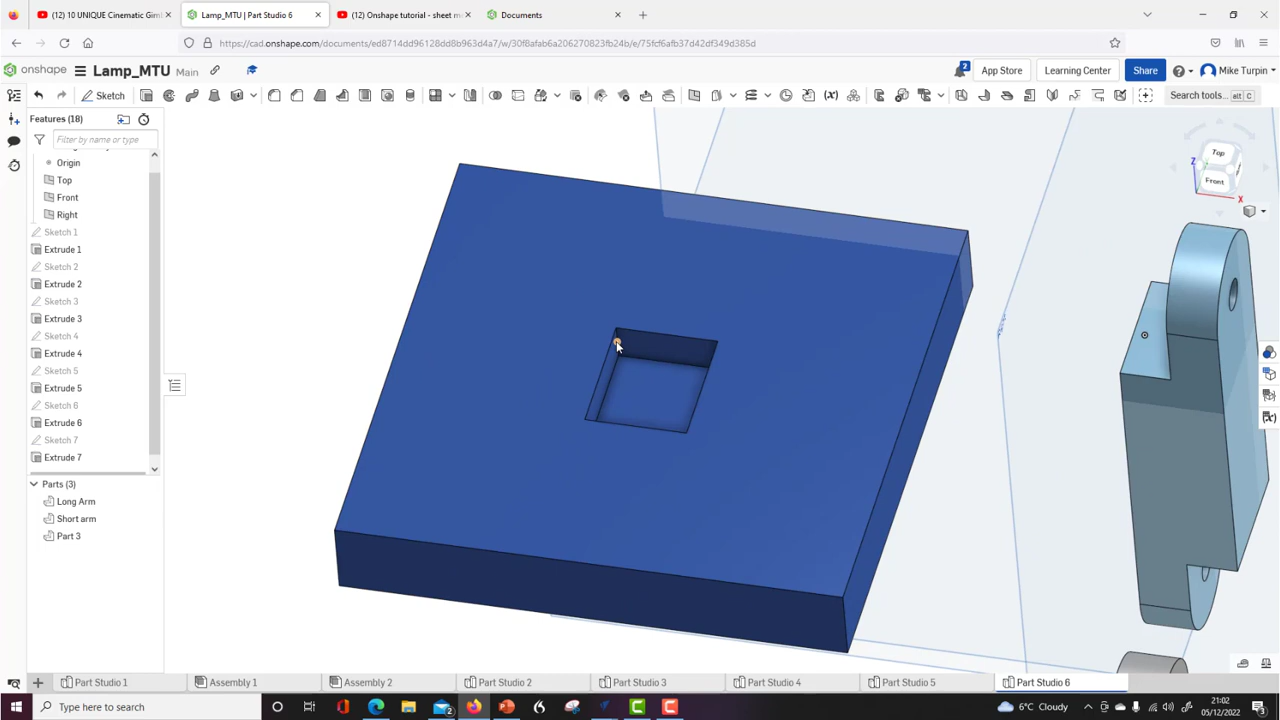 (12) 10 UNIQUE Cinematic Giml
Lamp_MTU | Part Studio 6
(12) Onshape tutorial - sheet m
Documents
https://cad.onshape.com/documents/ed8714dd96128dd8b963d4a7/w/30f8afab6a206270823fb24b/e/75fcf6afb37d42df349d385d
onshape
Lamp_MTU
Main
2
App Store
Learning Center
Share
Mike Turpin
Sketch
Search tools...
alt
C
Features (18)
Filter by name or type
Origin
Top
Front
Right
Sketch 1
Extrude 1
Sketch 2
Extrude 2
Sketch 3
Extrude 3
Sketch 4
Extrude 4
Sketch 5
Extrude 5
Sketch 6
Extrude 6
Sketch 7
Extrude 7
Parts (3)
Long Arm
Short arm
Part 3
Top
Front
Z
X
Part Studio 1
Assembly 1
Assembly 2
Part Studio 2
Part Studio 3
Part Studio 4
Part Studio 5
Part Studio 6
Type here to search
6°C Cloudy
21:02
05/12/2022